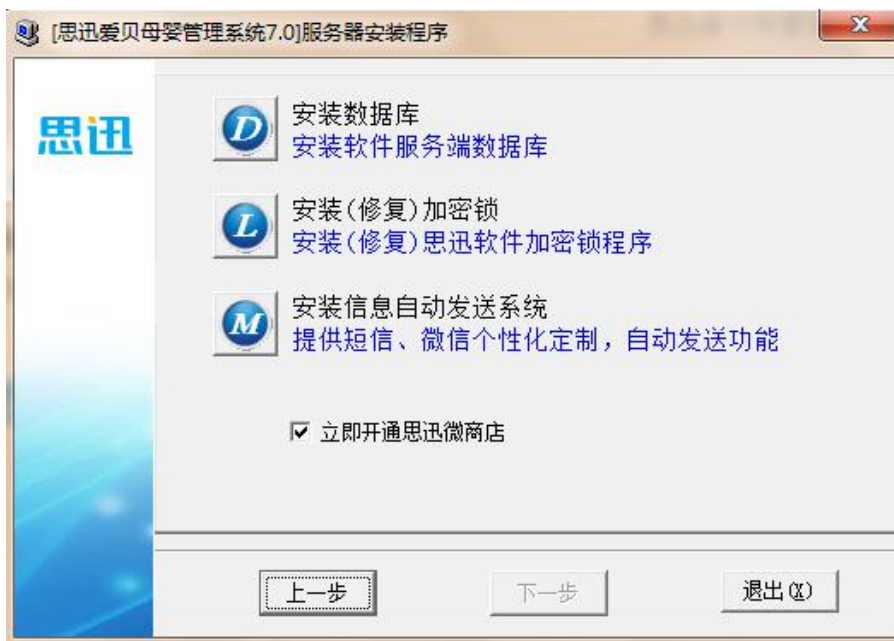 [思迅爱贝母婴管理系统7.0]服务器安装程序
思迅
D
安装数据库
安装软件服务端数据库
L
安装(修复)加密锁
安装(修复)思迅软件加密锁程序
M
安装信息自动发送系统
提供短信、微信个性化定制，自动发送功能
立即开通思迅微商店
上一步
下一步
退出(X)